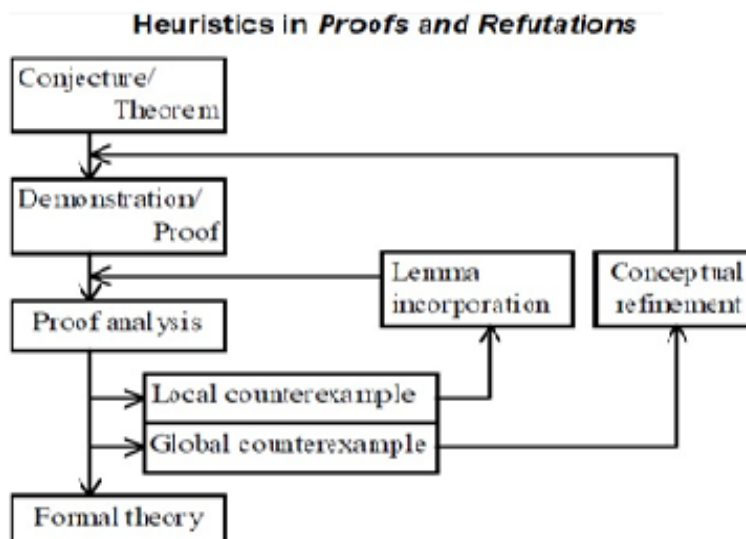 Heuristics in Proofs and Refutations
Conjecture/
Theorem
Demonstration/
Proof
Lemma
incorporation
Conceptual
refinement
Proof analysis
Local counterexample
Global counterexample
Formal theory